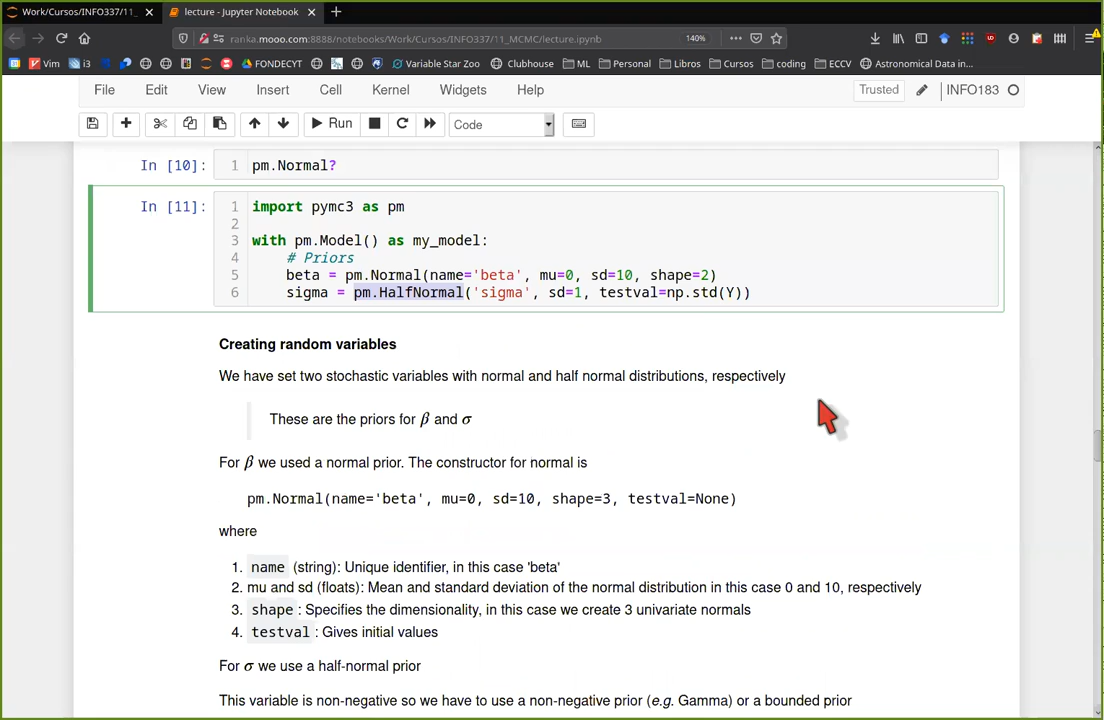 Work/Cursos/INFO337/11_
lecture - Jupyter Notebook
ranka.mooo.com:8888/notebooks/Work/Cursos/INFO337/11_MCMC/lecture.ipynb
140%
Vim
i3
FONDECYT
Variable Star Zoo
Clubhouse
ML
Personal
Libros
Cursos
coding
ECCV
Astronomical Data in...
File Edit View Insert Cell Kernel Widgets Help
Trusted
INFO183
Run
Code
In [10]: 1 pm.Normal?
In [11]: 1 import pymc3 as pm
2
3 with pm.Model() as my_model:
4 # Priors
5 beta = pm.Normal(name='beta', mu=0, sd=10, shape=2)
6 sigma = pm.HalfNormal('sigma', sd=1, testval=np.std(Y))
Creating random variables
We have set two stochastic variables with normal and half normal distributions, respectively
These are the priors for β and σ
For β we used a normal prior. The constructor for normal is
pm.Normal(name='beta', mu=0, sd=10, shape=3, testval=None)
where
1. name (string): Unique identifier, in this case 'beta'
2. mu and sd (floats): Mean and standard deviation of the normal distribution in this case 0 and 10, respectively
3. shape : Specifies the dimensionality, in this case we create 3 univariate normals
4. testval : Gives initial values
For σ we use a half-normal prior
This variable is non-negative so we have to use a non-negative prior (e.g. Gamma) or a bounded prior